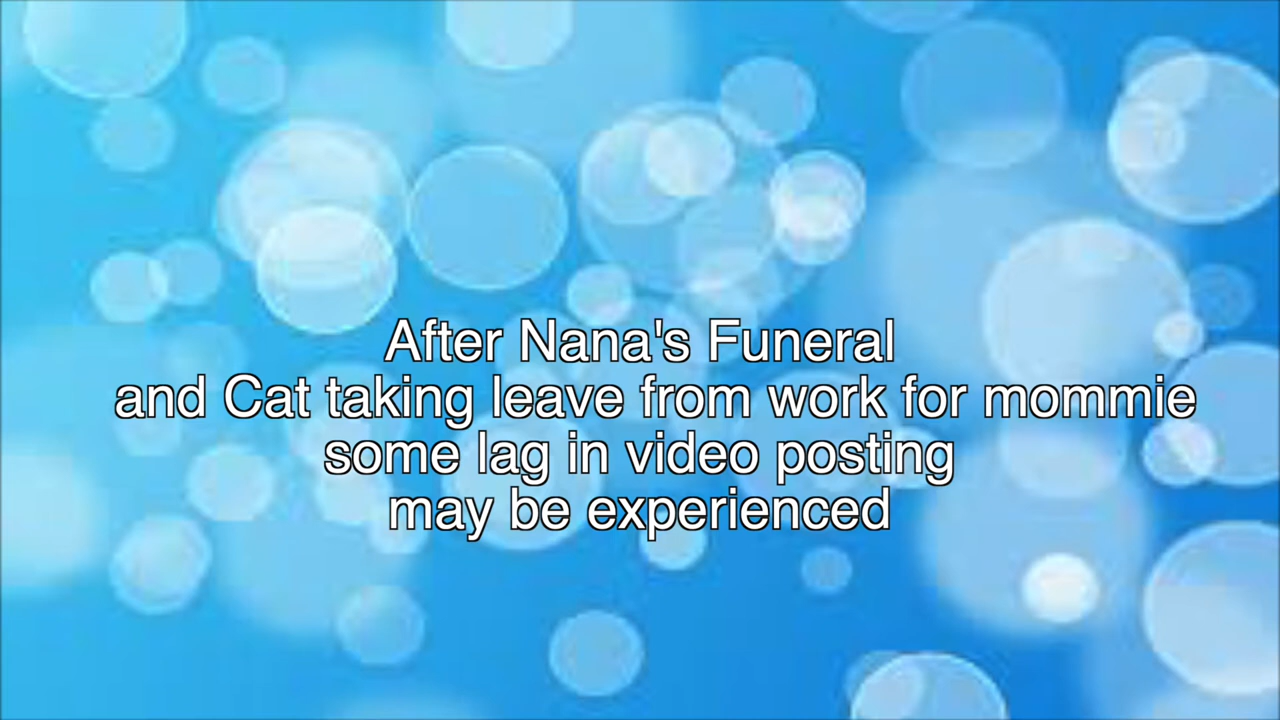 After Nana's Funeral
and Cat taking leave from work for mommie
some lag in video posting
may be experienced